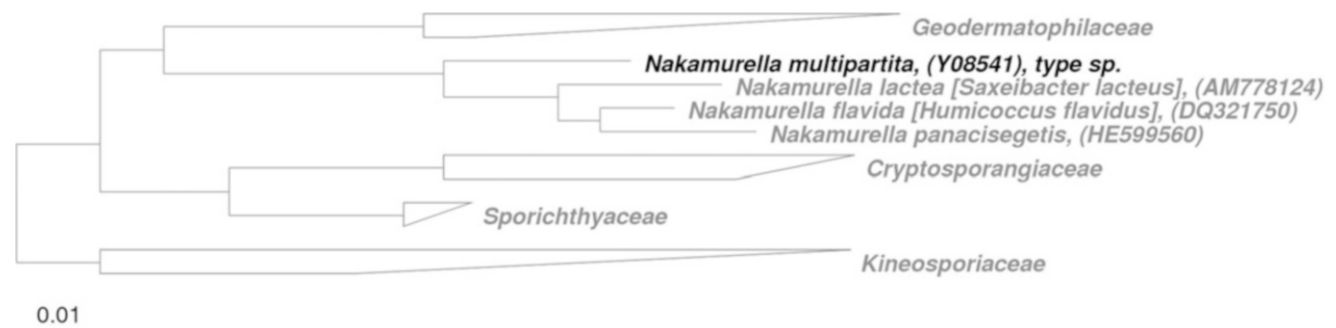 Geodermatophilaceae
Nakamurella multipartita, (Y08541), type sp.
Nakamurella lactea [Saxeibacter lacteus], (AM778124)
Nakamurella flavida [Humicoccus flavidus], (DQ321750)
Nakamurella panacisegetis, (HE599560)
Cryptosporangiaceae
Sporichthyaceae
Kineosporiaceae
0.01